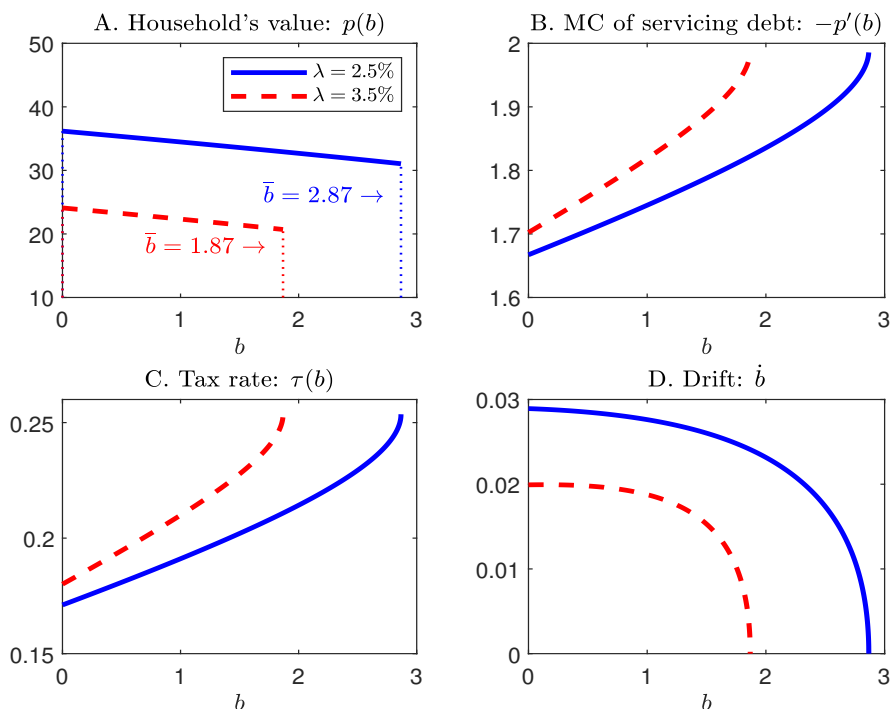 A. Household's value: p(b)
50
40
30
20
10
0
1
2
3
b
λ = 2.5%
λ = 3.5%
b̅ = 2.87 →
b̅ = 1.87 →
B. MC of servicing debt: −p′(b)
2
1.9
1.8
1.7
1.6
0
1
2
3
b
C. Tax rate: τ(b)
0.25
0.2
0.15
0
1
2
3
b
D. Drift: ḃ
0.03
0.02
0.01
0
0
1
2
3
b